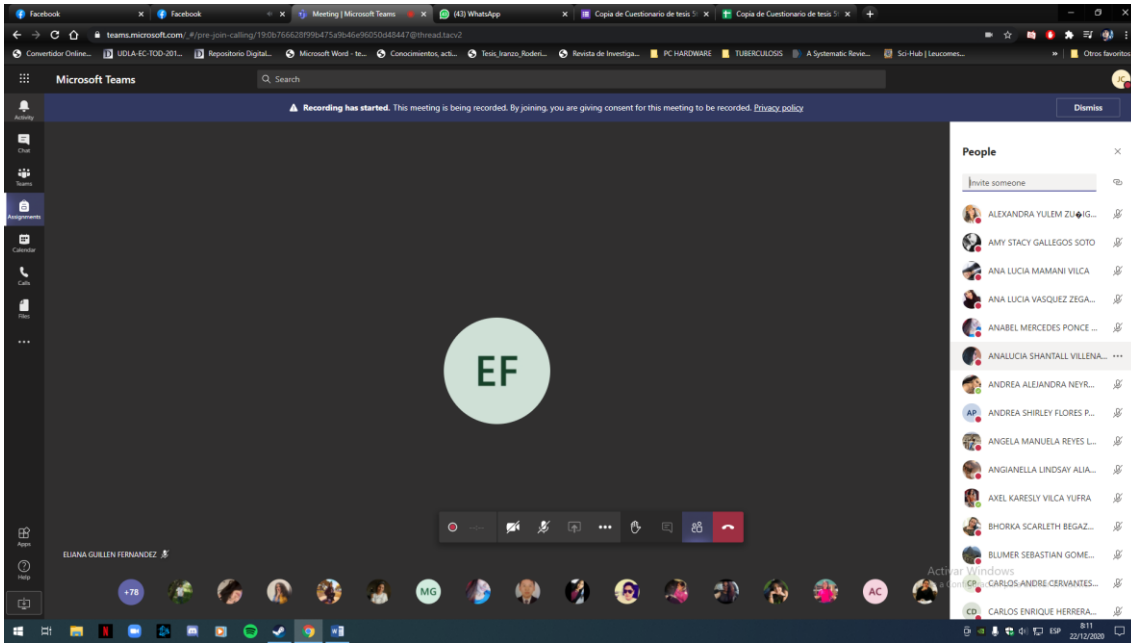 Facebook
Facebook
Meeting | Microsoft Teams
(43) WhatsApp
Copia de Cuestionario de tesis
Copia de Cuestionario de tesis
teams.microsoft.com/_#/pre-join-calling/19:0b766628f99b475a9b46e96050d48447@thread.tacv2
Convertidor Online...
UDLA-EC-TOD-201...
Repositorio Digital...
Microsoft Word - te...
Conocimientos, acti...
Tesis_Iranzo_Roderi...
Revista de Investiga...
PC HARDWARE
TUBERCULOSIS
A Systematic Revie...
Sci-Hub | Leucomes...
»
Otros favoritos
Microsoft Teams
Search
JC
Recording has started. This meeting is being recorded. By joining, you are giving consent for this meeting to be recorded. Privacy policy
Dismiss
Activity
Chat
Teams
Assignments
Calendar
Calls
Files
Apps
Help
EF
ELIANA GUILLEN FERNANDEZ
+78
MG
AC
People
Invite someone
ALEXANDRA YULEM ZU�IG...
AMY STACY GALLEGOS SOTO
ANA LUCIA MAMANI VILCA
ANA LUCIA VASQUEZ ZEGA...
ANABEL MERCEDES PONCE ...
ANALUCIA SHANTALL VILLENA...
ANDREA ALEJANDRA NEYR...
AP
ANDREA SHIRLEY FLORES P...
ANGELA MANUELA REYES L...
ANGIANELLA LINDSAY ALIA...
AXEL KARESLY VILCA YUFRA
BHORKA SCARLETH BEGAZ...
BLUMER SEBASTIAN GOME...
Activar Windows
CP
CARLOS ANDRE CERVANTES...
CD
CARLOS ENRIQUE HERRERA...
ESP
8:11
22/12/2020